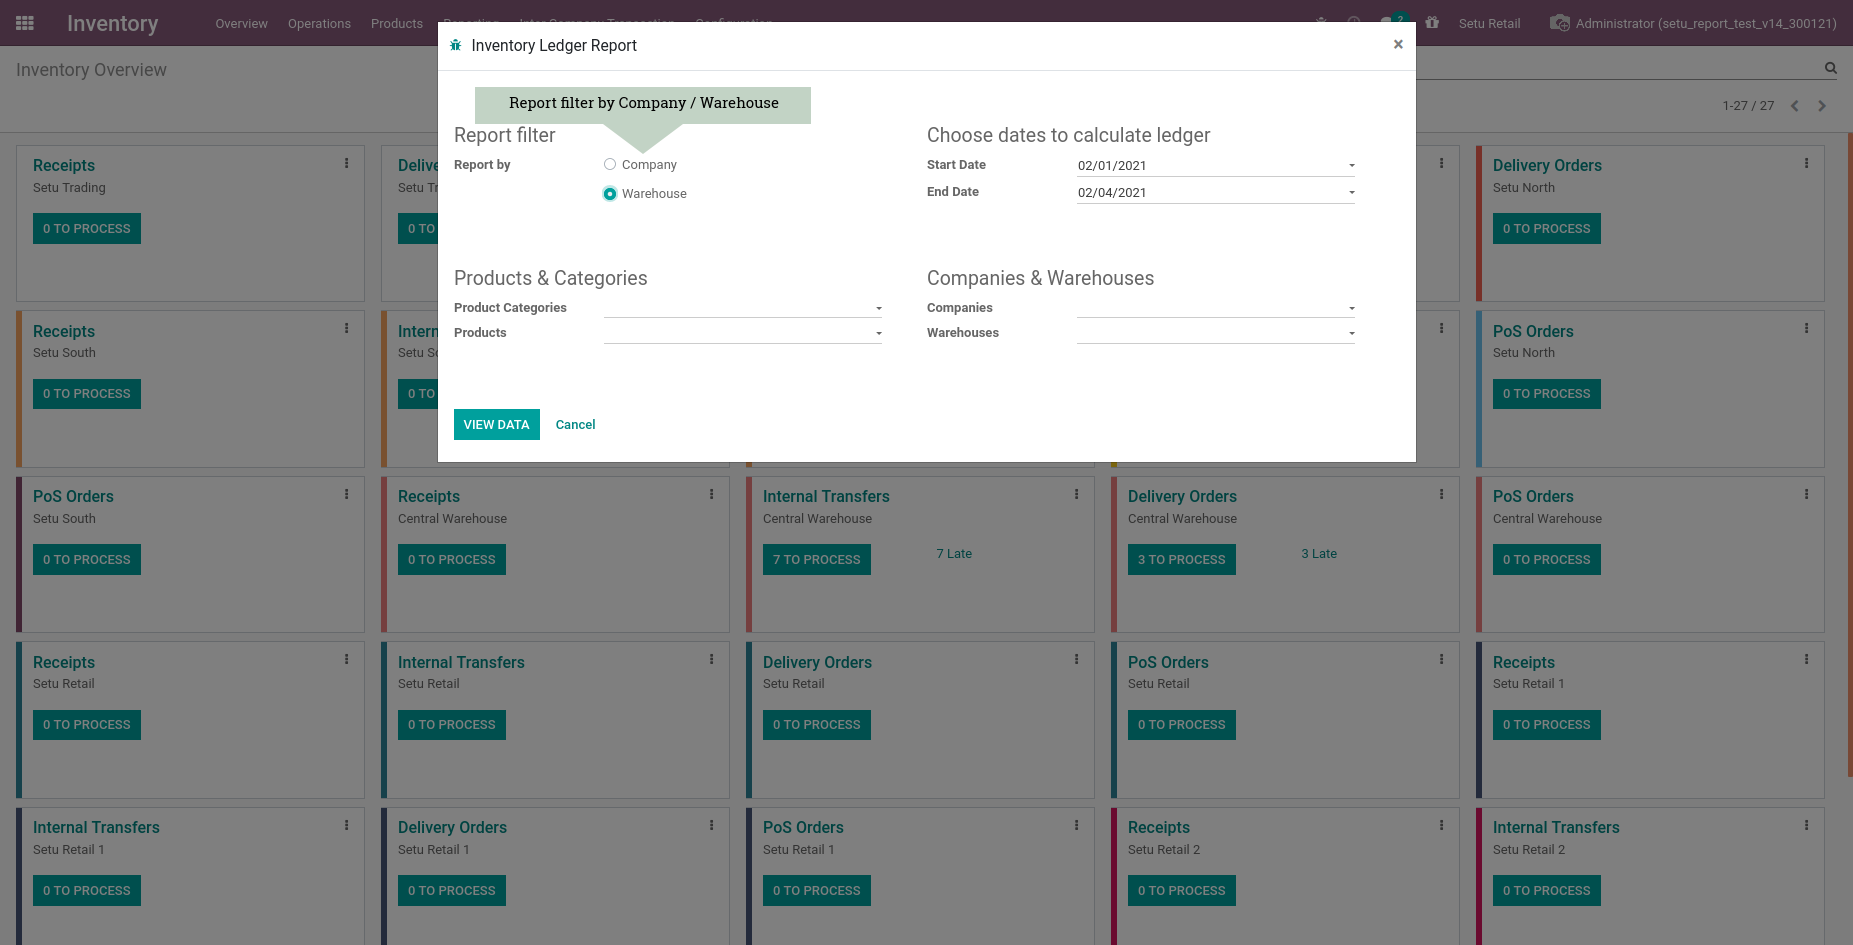 Inventory Overview Operations Products Reporting Inter Company Transaction Configuration 2 Setu Retail Administrator (setu_report_test_v14_300121)
Inventory Overview
1-27 / 27
Inventory Ledger Report ×
Report filter by Company / Warehouse
Report filter Choose dates to calculate ledger
Report by Company Start Date 02/01/2021
Warehouse End Date 02/04/2021
Products & Categories Companies & Warehouses
Product Categories Companies
Products Warehouses
VIEW DATA Cancel
Receipts Delive Delivery Orders
Setu Trading Setu Tr Setu North
0 TO PROCESS 0 TO 0 TO PROCESS
Receipts Intern PoS Orders
Setu South Setu So Setu North
0 TO PROCESS 0 TO 0 TO PROCESS
PoS Orders Receipts Internal Transfers Delivery Orders PoS Orders
Setu South Central Warehouse Central Warehouse Central Warehouse Central Warehouse
0 TO PROCESS 0 TO PROCESS 7 TO PROCESS 7 Late 3 TO PROCESS 3 Late 0 TO PROCESS
Receipts Internal Transfers Delivery Orders PoS Orders Receipts
Setu Retail Setu Retail Setu Retail Setu Retail Setu Retail 1
0 TO PROCESS 0 TO PROCESS 0 TO PROCESS 0 TO PROCESS 0 TO PROCESS
Internal Transfers Delivery Orders PoS Orders Receipts Internal Transfers
Setu Retail 1 Setu Retail 1 Setu Retail 1 Setu Retail 2 Setu Retail 2
0 TO PROCESS 0 TO PROCESS 0 TO PROCESS 0 TO PROCESS 0 TO PROCESS